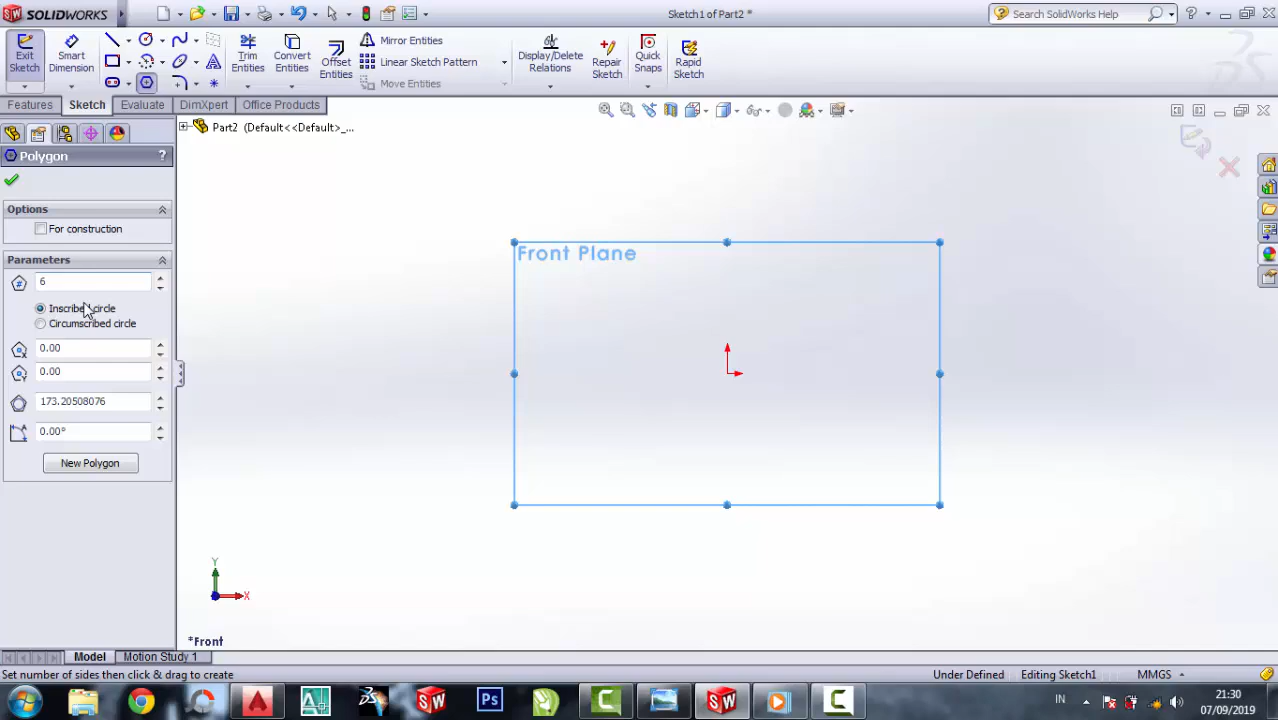 SOLIDWORKS
Sketch1 of Part2 *
Search SolidWorks Help
Exit Sketch
Smart Dimension
Trim Entities
Convert Entities
Offset Entities
Mirror Entities
Linear Sketch Pattern
Move Entities
Display/Delete Relations
Repair Sketch
Quick Snaps
Rapid Sketch
Features
Sketch
Evaluate
DimXpert
Office Products
Part2 (Default<<Default>_...
Polygon
?
Options
For construction
Parameters
6
Inscribed circle
Circumscribed circle
0.00
0.00
173.20508076
0.00°
New Polygon
Front Plane
Y
X
*Front
Model
Motion Study 1
Set number of sides then click & drag to create
Under Defined
Editing Sketch1
MMGS
Ps
IN
21:30
07/09/2019